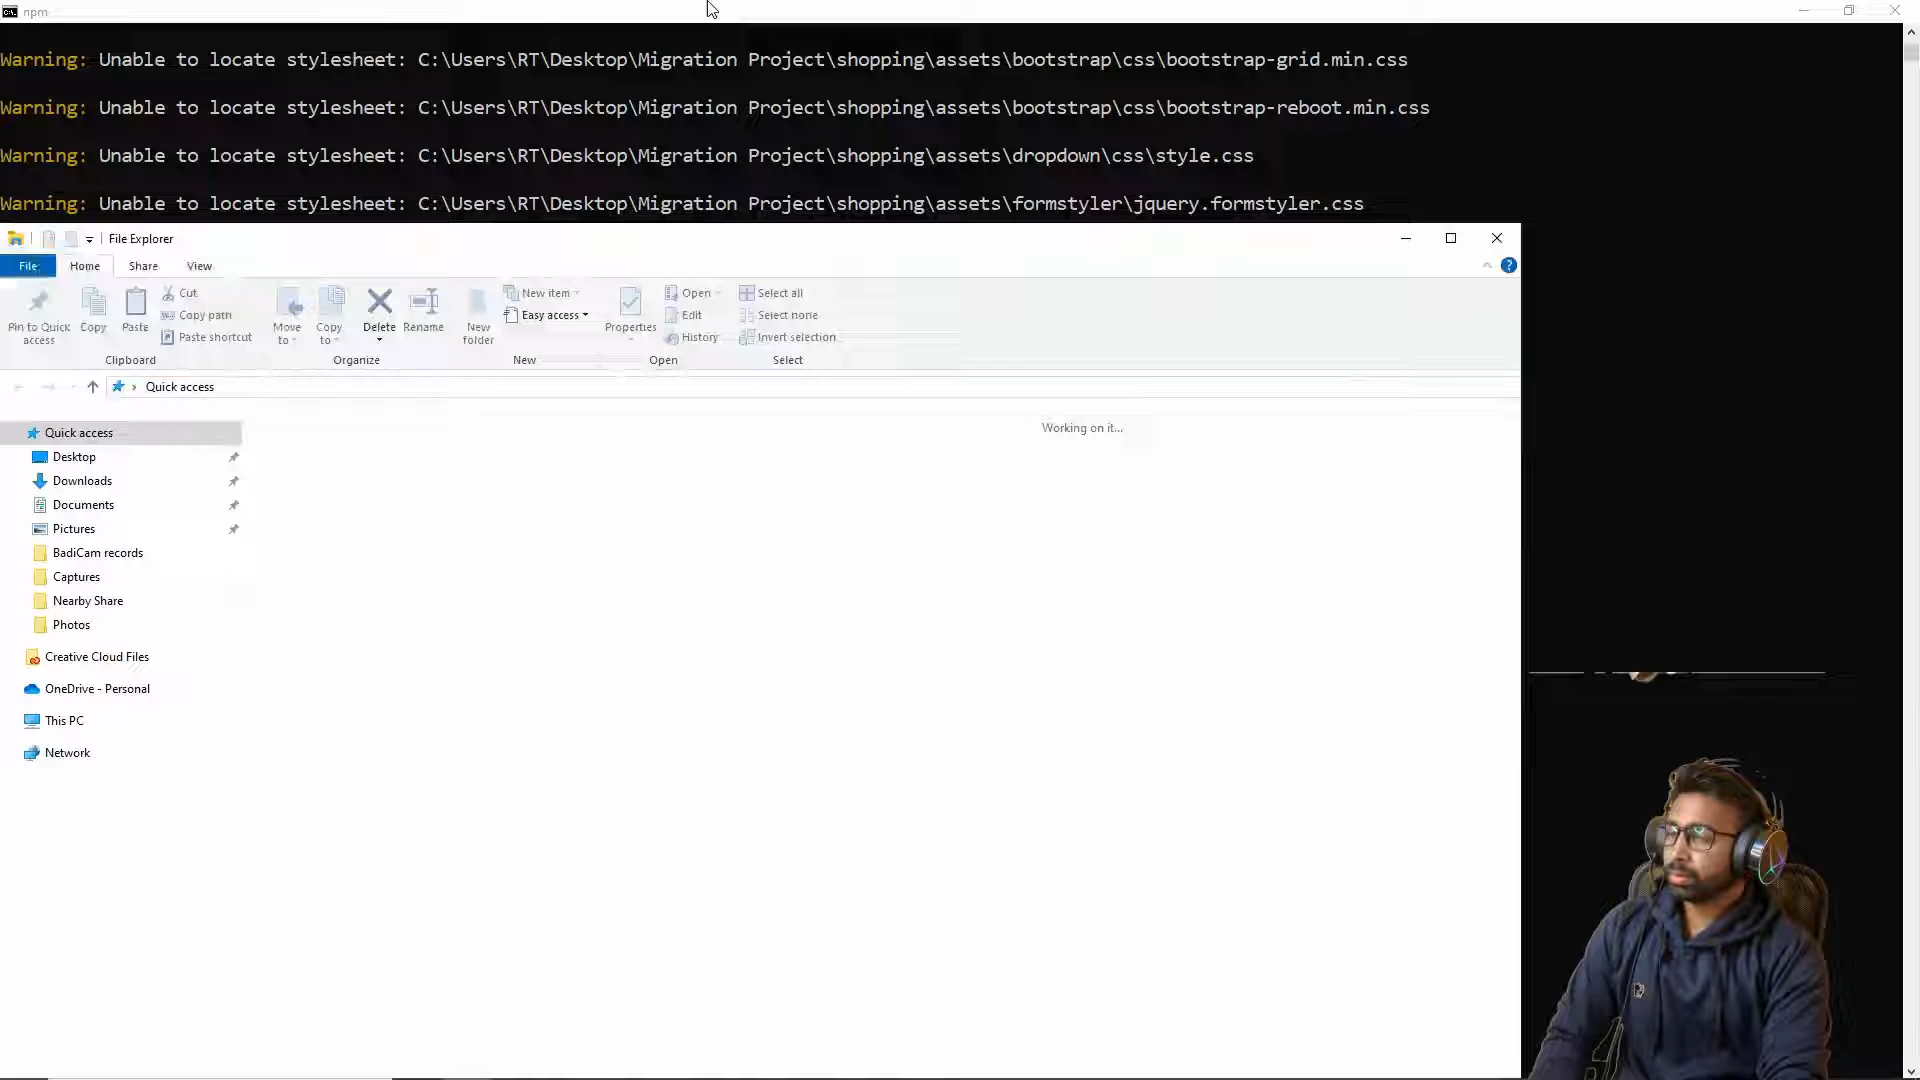 npm
Warning: Unable to locate stylesheet: C:\Users\RT\Desktop\Migration Project\shopping\assets\bootstrap\css\bootstrap-grid.min.css
Warning: Unable to locate stylesheet: C:\Users\RT\Desktop\Migration Project\shopping\assets\bootstrap\css\bootstrap-reboot.min.css
Warning: Unable to locate stylesheet: C:\Users\RT\Desktop\Migration Project\shopping\assets\dropdown\css\style.css
Warning: Unable to locate stylesheet: C:\Users\RT\Desktop\Migration Project\shopping\assets\formstyler\jquery.formstyler.css
File Explorer
File Home Share View
Pin to Quick access
Copy
Paste
Cut
Copy path
Paste shortcut
Clipboard
Move to
Copy to
Delete
Rename
Organize
New folder
New item
Easy access
New
Properties
Open
Edit
History
Open
Select all
Select none
Invert selection
Select
Quick access
Working on it...
Quick access
Desktop
Downloads
Documents
Pictures
BadiCam records
Captures
Nearby Share
Photos
Creative Cloud Files
OneDrive - Personal
This PC
Network